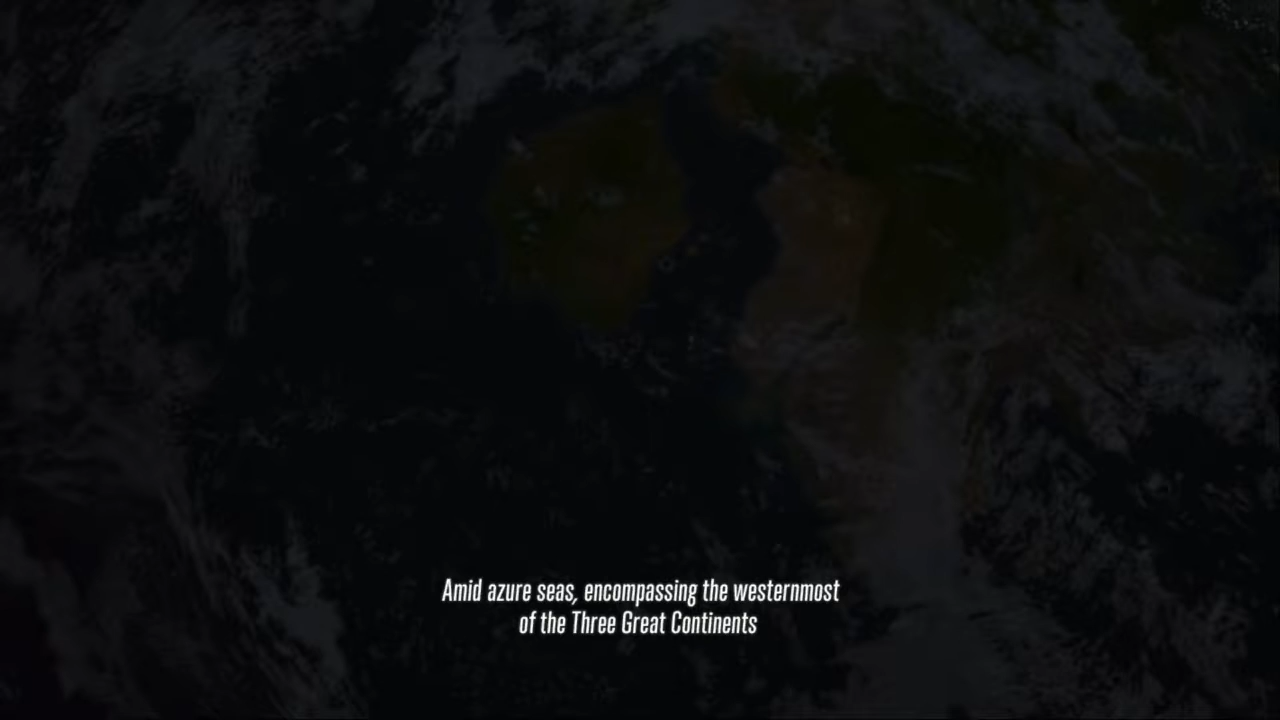 Amid azure seas, encompassing the westernmost
of the Three Great Continents